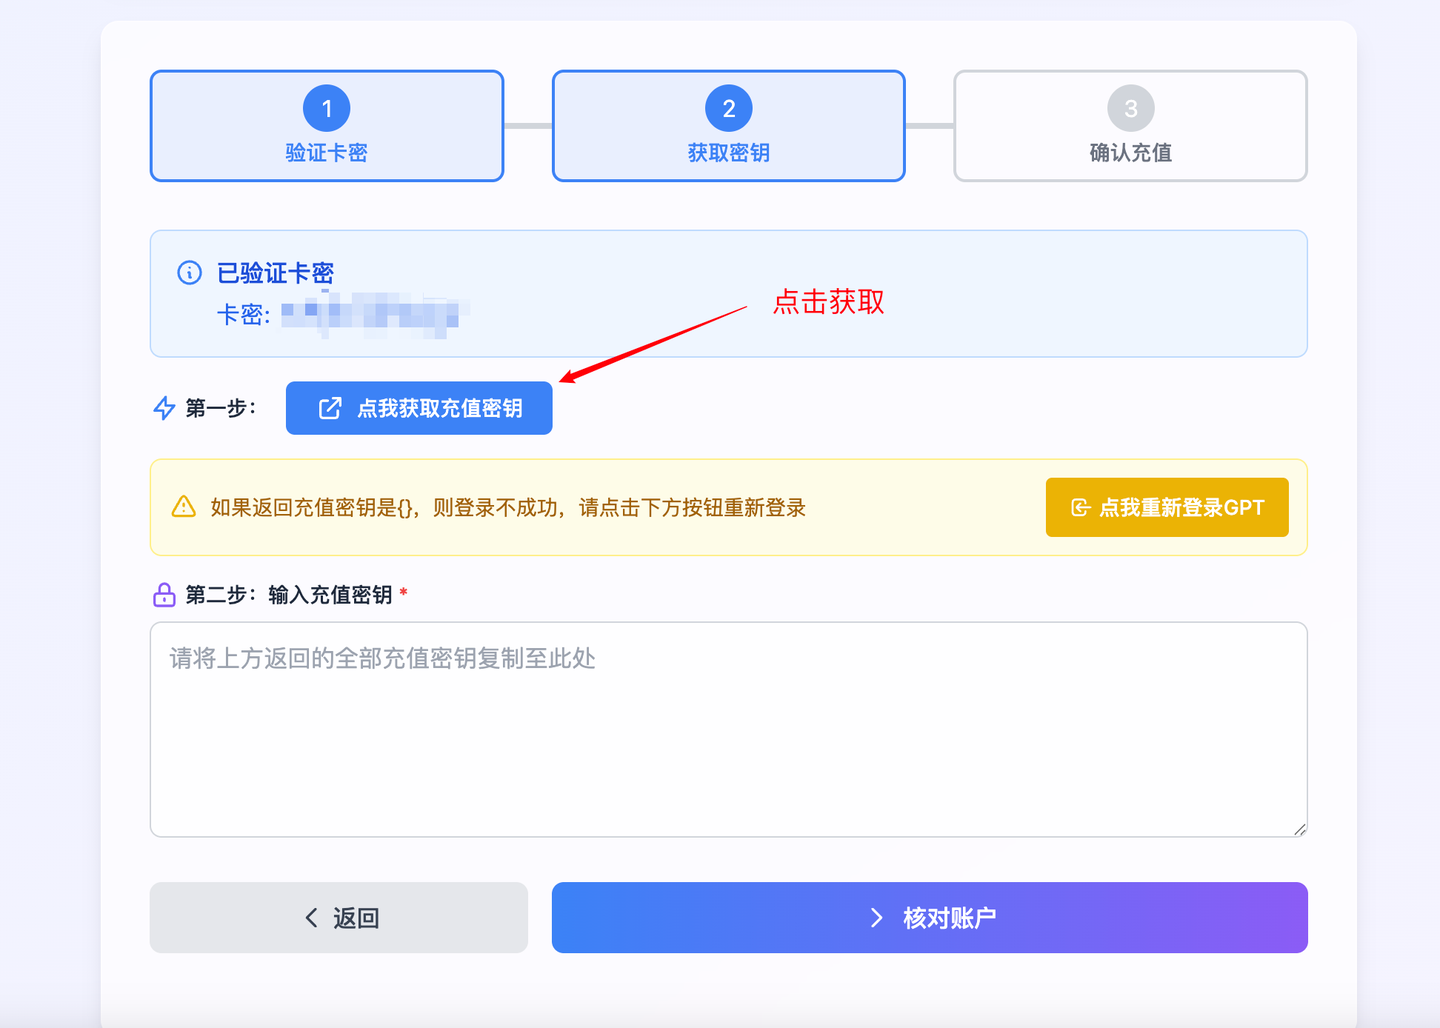 1
验证卡密
2
获取密钥
3
确认充值
已验证卡密
卡密:
点击获取
第一步：
点我获取充值密钥
如果返回充值密钥是{}，则登录不成功，请点击下方按钮重新登录
点我重新登录GPT
第二步：输入充值密钥 *
请将上方返回的全部充值密钥复制至此处
返回
核对账户